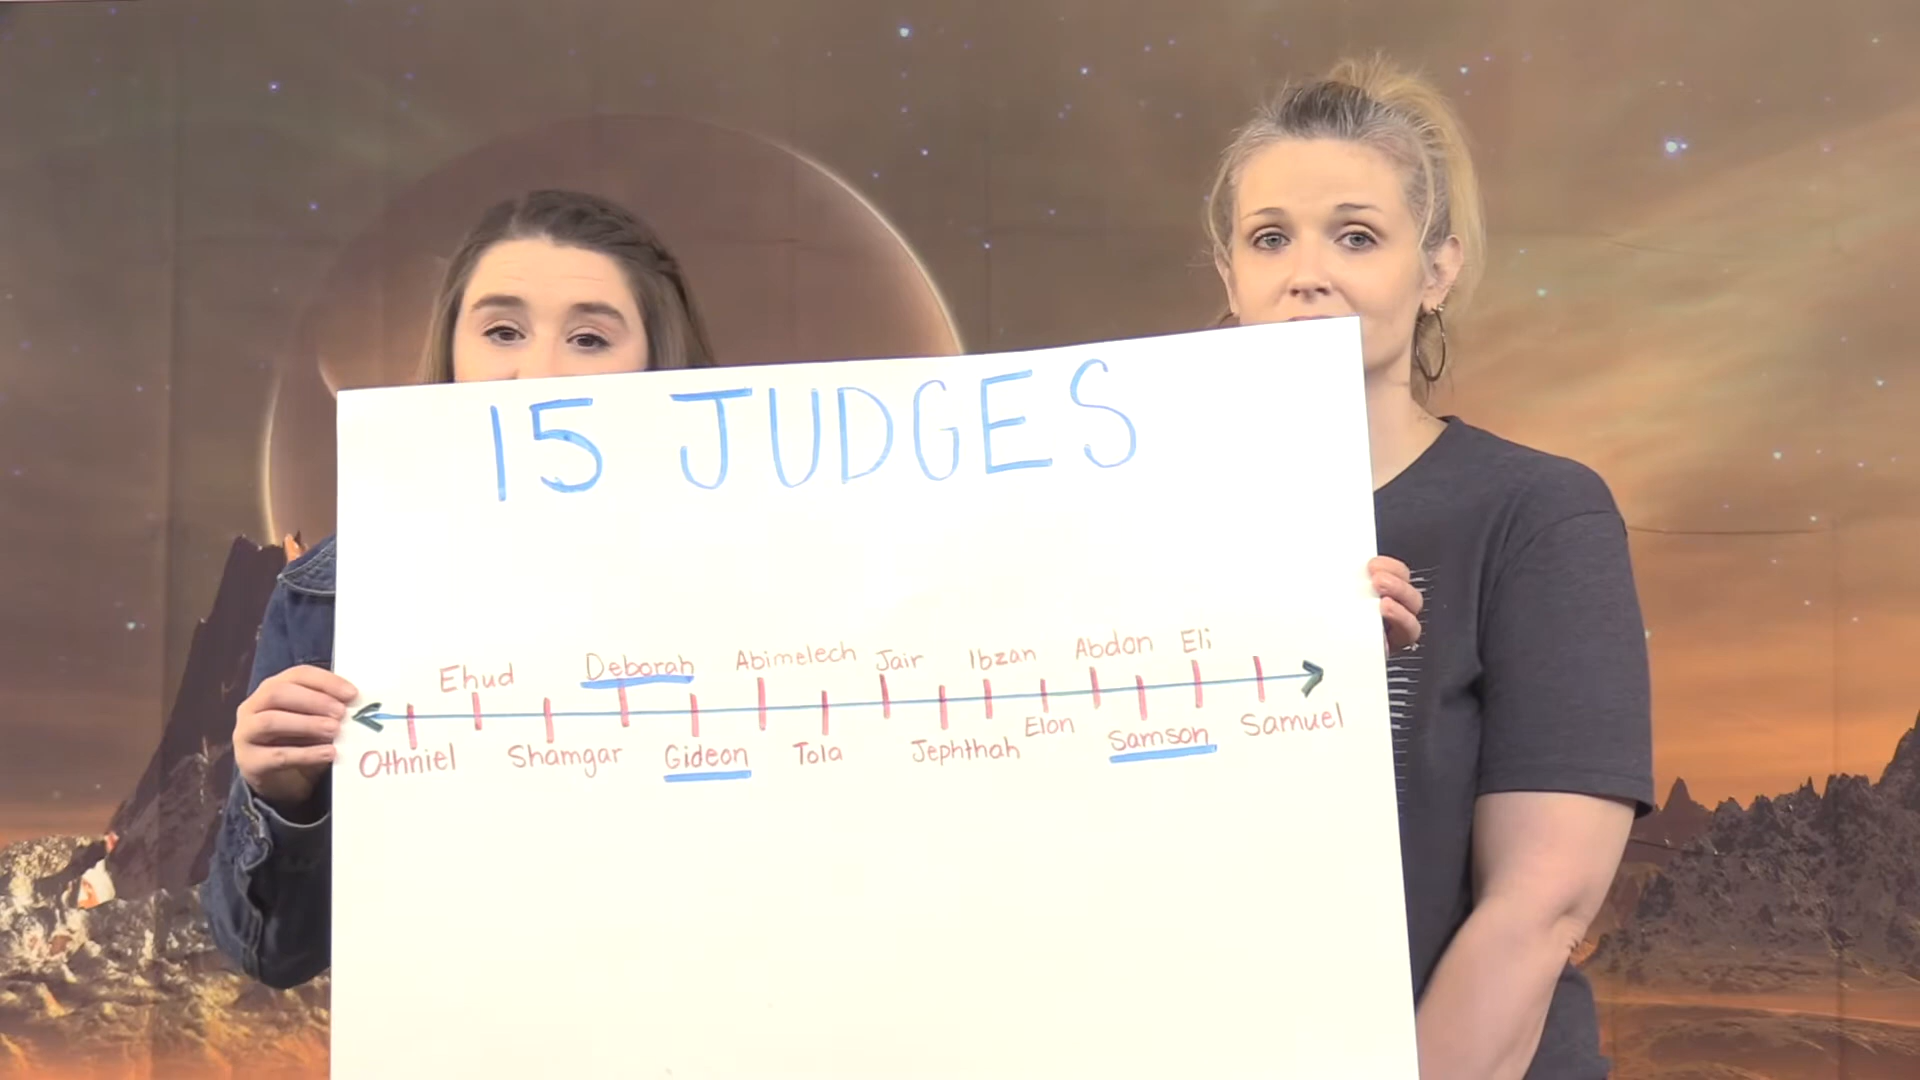 15 JUDGES
Ehud Deborah Abimelech Jair Ibzan Abdon Eli
Othniel Shamgar Gideon Tola Jephthah Elon Samson Samuel